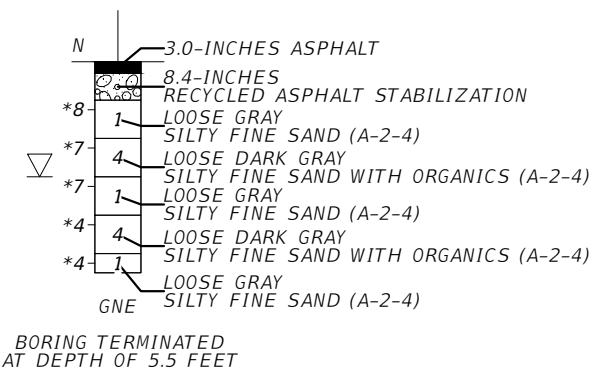 N
3.0-INCHES ASPHALT
8.4-INCHES
RECYCLED ASPHALT STABILIZATION
*8
1
LOOSE GRAY
SILTY FINE SAND (A-2-4)
*7
4
LOOSE DARK GRAY
SILTY FINE SAND WITH ORGANICS (A-2-4)
*7
1
LOOSE GRAY
SILTY FINE SAND (A-2-4)
*4
4
LOOSE DARK GRAY
SILTY FINE SAND WITH ORGANICS (A-2-4)
*4
1
LOOSE GRAY
SILTY FINE SAND (A-2-4)
GNE
BORING TERMINATED
AT DEPTH OF 5.5 FEET